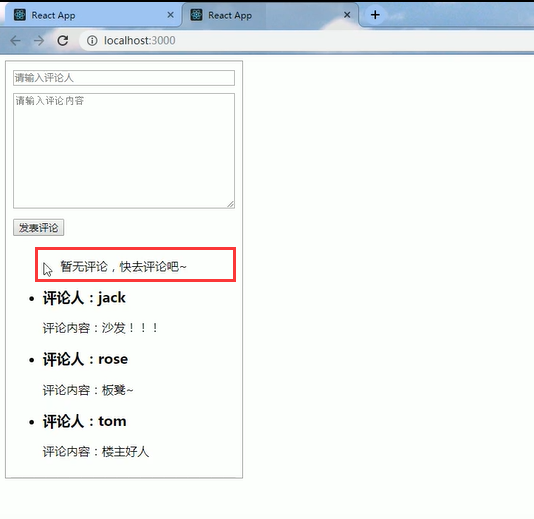 React App
React App
localhost:3000
请输入评论人
请输入评论内容
发表评论
暂无评论，快去评论吧~
评论人：jack
评论内容：沙发！！！
评论人：rose
评论内容：板凳~
评论人：tom
评论内容：楼主好人